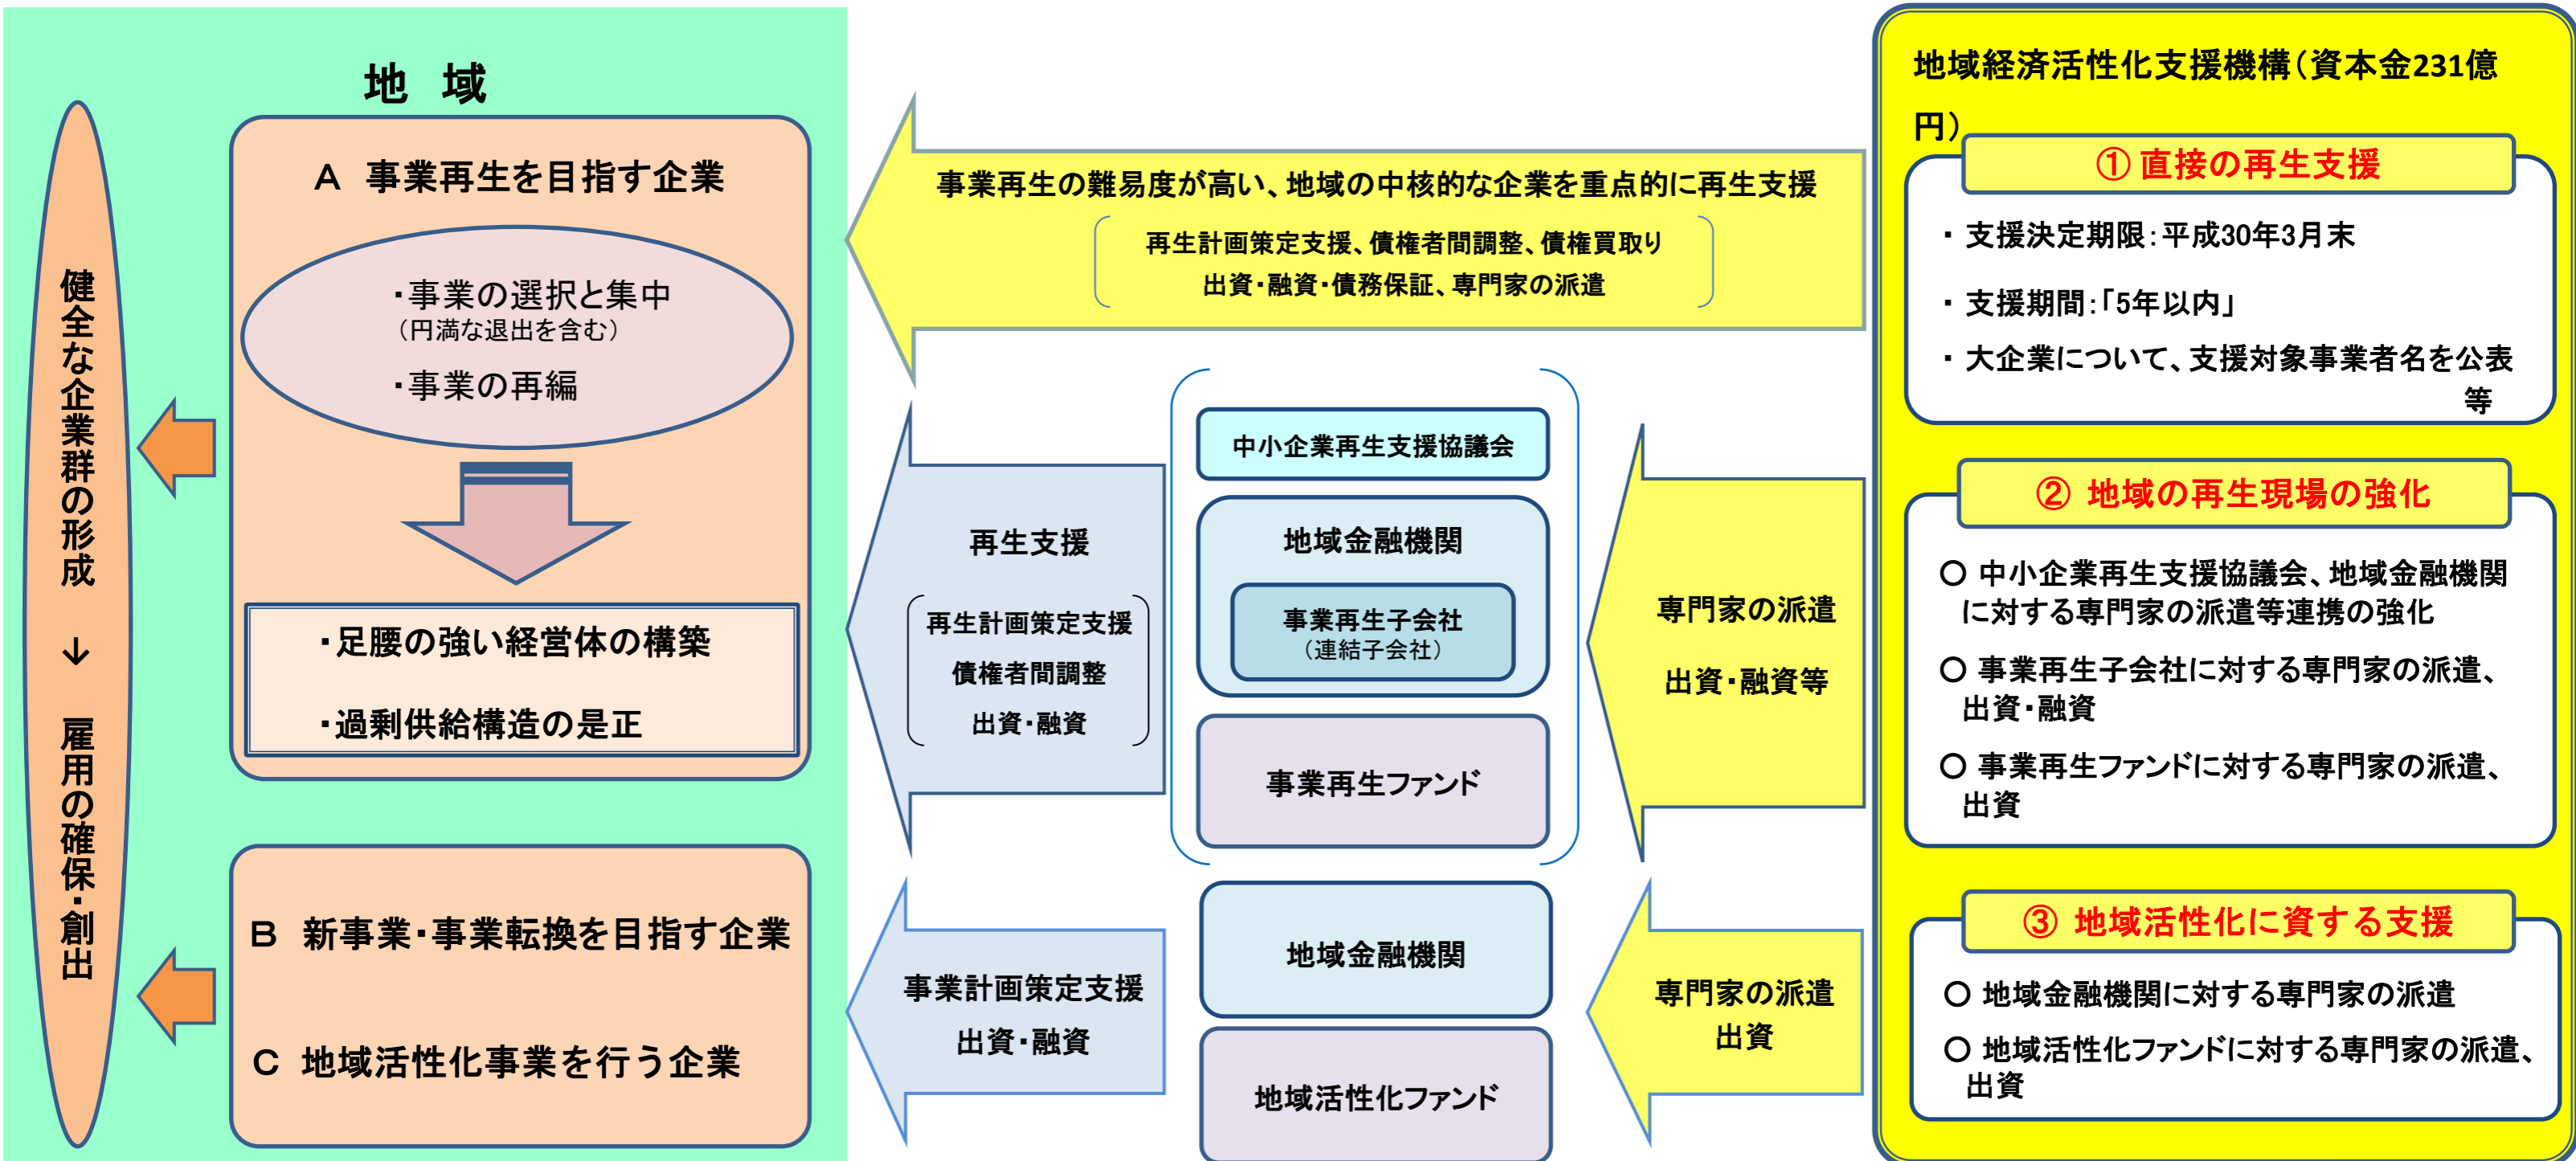 地 域
健全な企業群の形成 → 雇用の確保・創出
A 事業再生を目指す企業
・事業の選択と集中
（円満な退出を含む）
・事業の再編
・足腰の強い経営体の構築
・過剰供給構造の是正
B 新事業・事業転換を目指す企業
C 地域活性化事業を行う企業
事業再生の難易度が高い、地域の中核的な企業を重点的に再生支援
再生計画策定支援、債権者間調整、債権買取り
出資・融資・債務保証、専門家の派遣
再生支援
再生計画策定支援
債権者間調整
出資・融資
中小企業再生支援協議会
地域金融機関
事業再生子会社
（連結子会社）
事業再生ファンド
専門家の派遣
出資・融資等
事業計画策定支援
出資・融資
地域金融機関
地域活性化ファンド
専門家の派遣
出資
地域経済活性化支援機構（資本金231億
円）
① 直接の再生支援
・ 支援決定期限：平成30年3月末
・ 支援期間：「5年以内」
・ 大企業について、支援対象事業者名を公表
等
② 地域の再生現場の強化
○ 中小企業再生支援協議会、地域金融機関
に対する専門家の派遣等連携の強化
○ 事業再生子会社に対する専門家の派遣、
出資・融資
○ 事業再生ファンドに対する専門家の派遣、
出資
③ 地域活性化に資する支援
○ 地域金融機関に対する専門家の派遣
○ 地域活性化ファンドに対する専門家の派遣、
出資